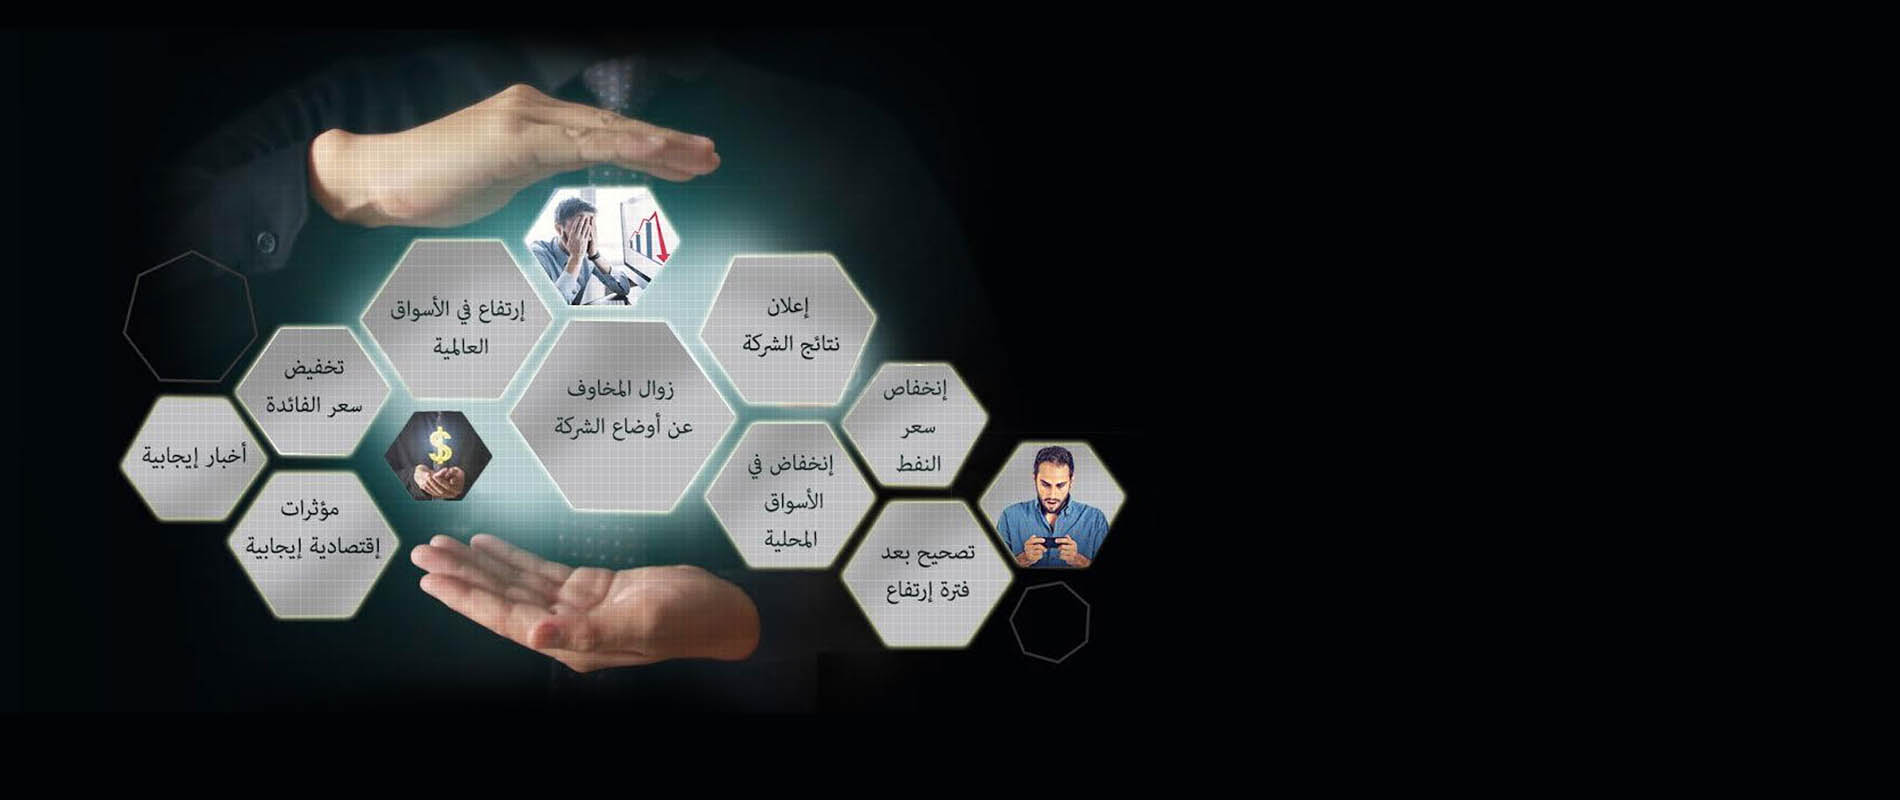 إعلان
نتائج الشركة
إنخفاص
سعر
النفط
تصحيح بعد
فترة إرتفاع
إنخفاض في
الأسواق
المحلية
زوال المخاوف
عن أوضاع الشركة
إرتفاع في الأسواق
العالمية
تخفيض
سعر الفائدة
أخبار إيجابية
مؤثرات
إقتصادية إيجابية
$